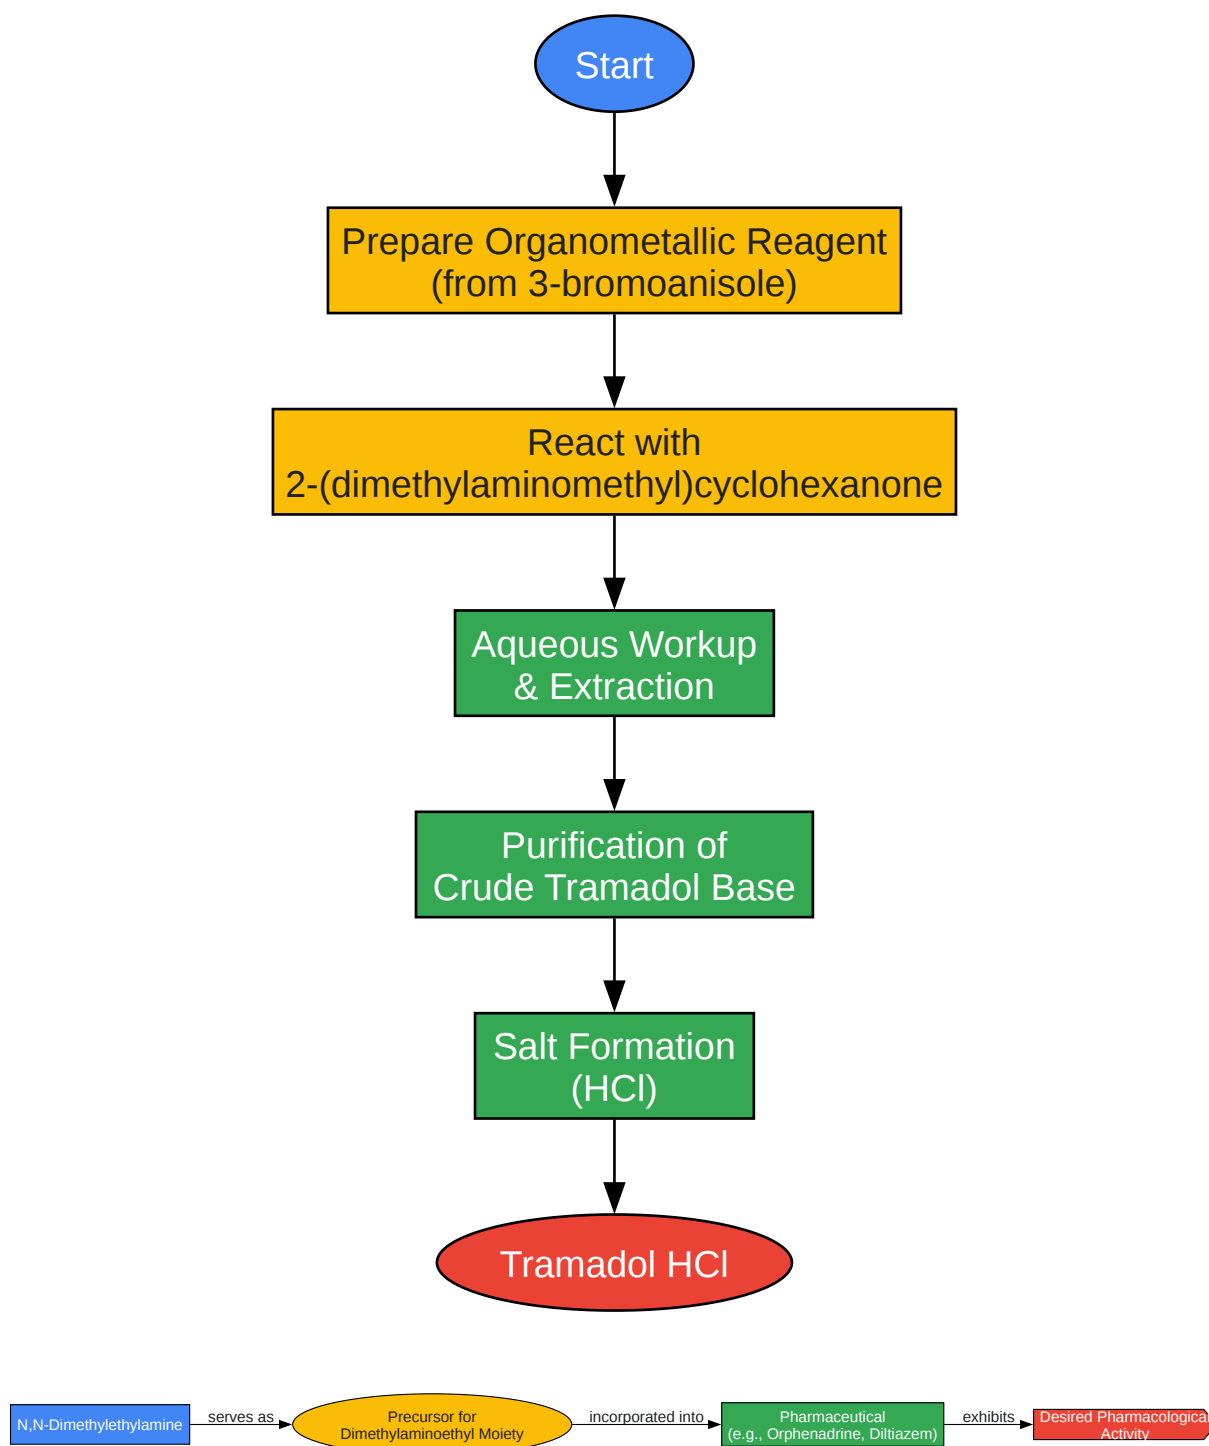 Start
Prepare Organometallic Reagent
(from 3-bromoanisole)
React with
2-(dimethylaminomethyl)cyclohexanone
Aqueous Workup
& Extraction
Purification of
Crude Tramadol Base
Salt Formation
(HCl)
Tramadol HCl
N,N-Dimethylethylamine
serves as
Precursor for
Dimethylaminoethyl Moiety
incorporated into
Pharmaceutical
(e.g., Orphenadrine, Diltiazem)
exhibits
Desired Pharmacological
Activity